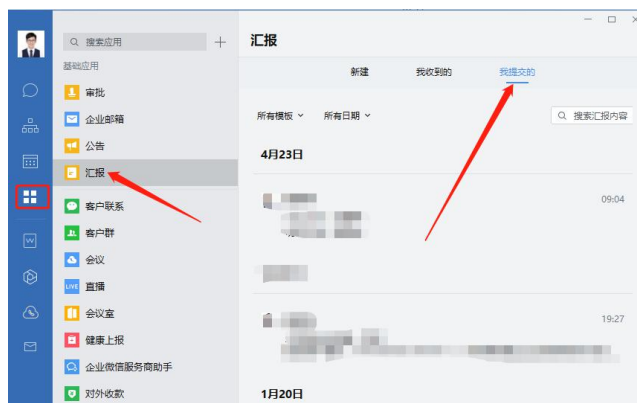 搜索应用
基础应用
审批
企业邮箱
公告
汇报
客户联系
客户群
会议
LIVE 直播
会议室
健康上报
企业微信服务商助手
对外收款
汇报
新建 我收到的 我提交的
所有模板 所有日期 搜索汇报内容
4月23日
09:04
19:27
1月20日